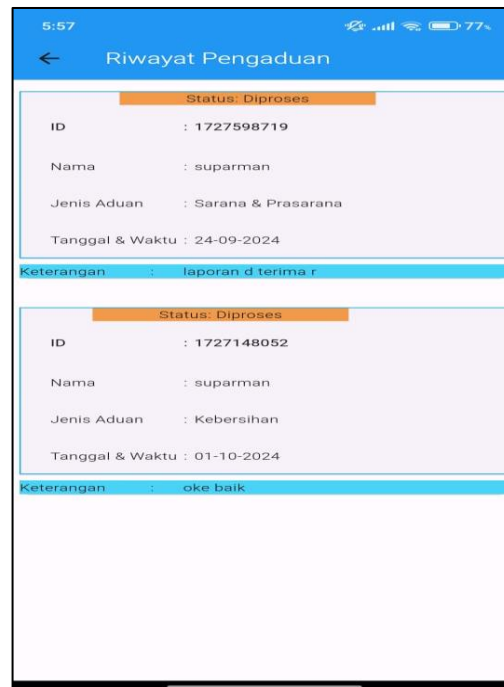 5:57 77%
Riwayat Pengaduan
Status: Diproses
ID : 1727598719
Nama : suparman
Jenis Aduan : Sarana & Prasarana
Tanggal & Waktu : 24-09-2024
Keterangan : laporan d terima r
Status: Diproses
ID : 1727148052
Nama : suparman
Jenis Aduan : Kebersihan
Tanggal & Waktu : 01-10-2024
Keterangan : oke baik